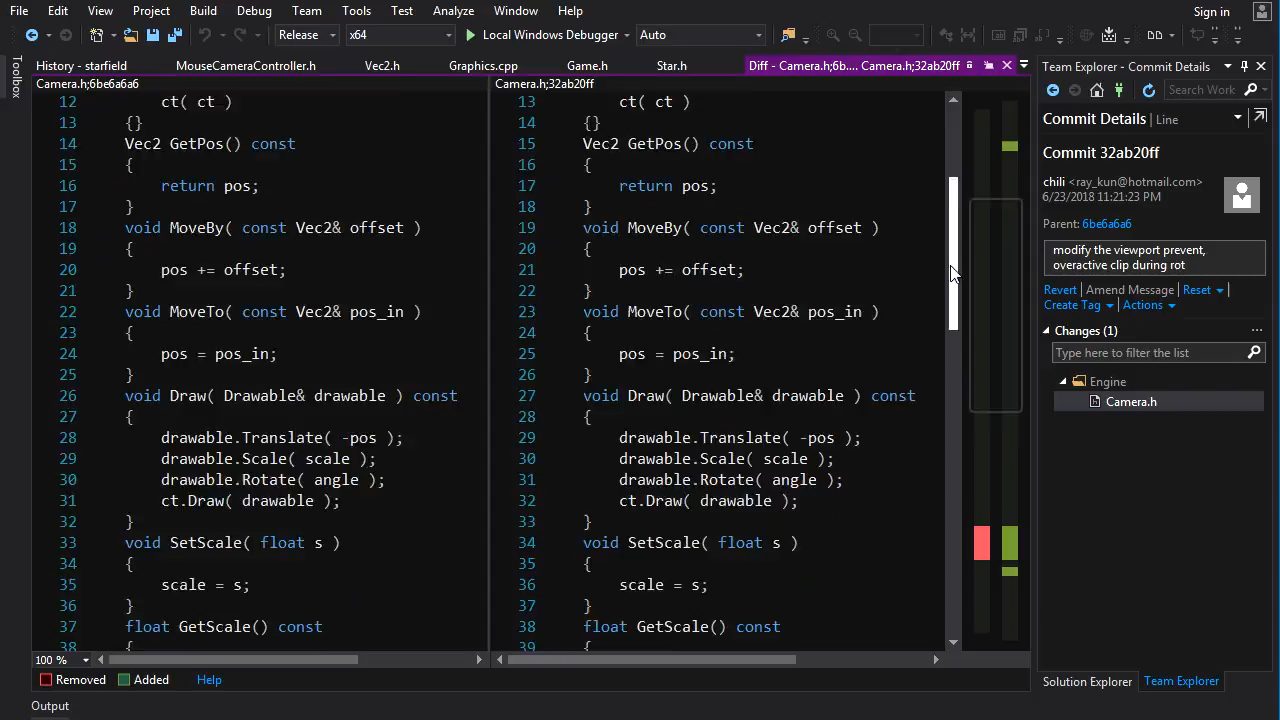 File Edit View Project Build Debug Team Tools Test Analyze Window Help Sign in
Release x64 Local Windows Debugger Auto
Toolbox
History - starfield MouseCameraController.h Vec2.h Graphics.cpp Game.h Star.h Diff - Camera.h;6b.... Camera.h;32ab20ff
Camera.h;6be6a6a6
12 ct( ct )
13 {}
14 Vec2 GetPos() const
15 {
16 return pos;
17 }
18 void MoveBy( const Vec2& offset )
19 {
20 pos += offset;
21 }
22 void MoveTo( const Vec2& pos_in )
23 {
24 pos = pos_in;
25 }
26 void Draw( Drawable& drawable ) const
27 {
28 drawable.Translate( -pos );
29 drawable.Scale( scale );
30 drawable.Rotate( angle );
31 ct.Draw( drawable );
32 }
33 void SetScale( float s )
34 {
35 scale = s;
36 }
37 float GetScale() const
38 {
100 %
Camera.h;32ab20ff
13 ct( ct )
14 {}
15 Vec2 GetPos() const
16 {
17 return pos;
18 }
19 void MoveBy( const Vec2& offset )
20 {
21 pos += offset;
22 }
23 void MoveTo( const Vec2& pos_in )
24 {
25 pos = pos_in;
26 }
27 void Draw( Drawable& drawable ) const
28 {
29 drawable.Translate( -pos );
30 drawable.Scale( scale );
31 drawable.Rotate( angle );
32 ct.Draw( drawable );
33 }
34 void SetScale( float s )
35 {
36 scale = s;
37 }
38 float GetScale() const
39 {
Removed Added Help
Output
Team Explorer - Commit Details
Search Work
Commit Details | Line
Commit 32ab20ff
chili <ray_kun@hotmail.com>
6/23/2018 11:21:23 PM
Parent: 6be6a6a6
modify the viewport prevent,
overactive clip during rot
Revert | Amend Message | Reset |
Create Tag | Actions
Changes (1) ...
Type here to filter the list
Engine
Camera.h
Solution Explorer Team Explorer